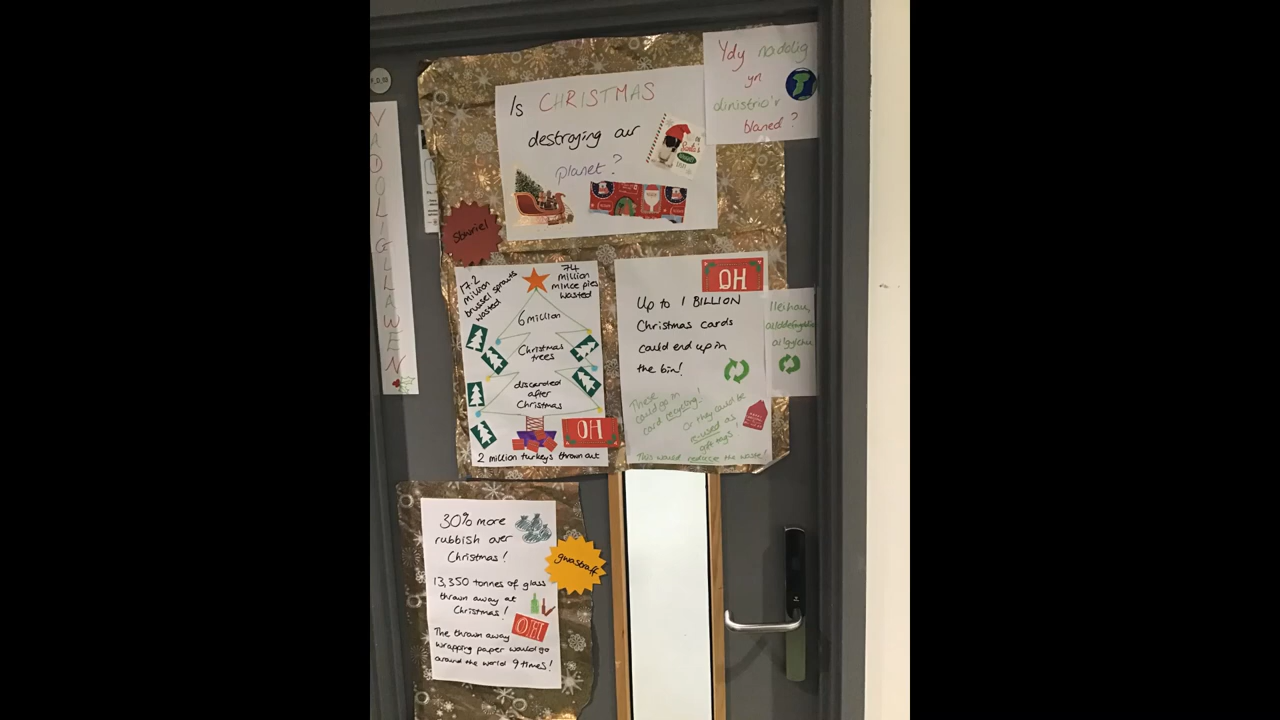 Is CHRISTMAS
destroying our
planet?
Ydy nadolig
yn
dinistrio'r
blaned?
NADOLIG LLAWEN
Sbwriel
17.2
million
brussel sprouts
wasted
74
million
mince pies
wasted
6 million
Christmas
trees
discarded
after
Christmas
OH
2 million turkeys thrown out
OH
Up to 1 BILLION
Christmas cards
could end up in
the bin!
These
could go in
card recycling!
Or they could be
re-used as
gift tags!
This would reduce the waste!
lleihau,
ailddefnyddio
ailgylchu
30% more
rubbish over
Christmas!
gwastraff
13,350 tonnes of glass
thrown away at
Christmas!
OH
The thrown away
wrapping paper would go
around the world 9 times!